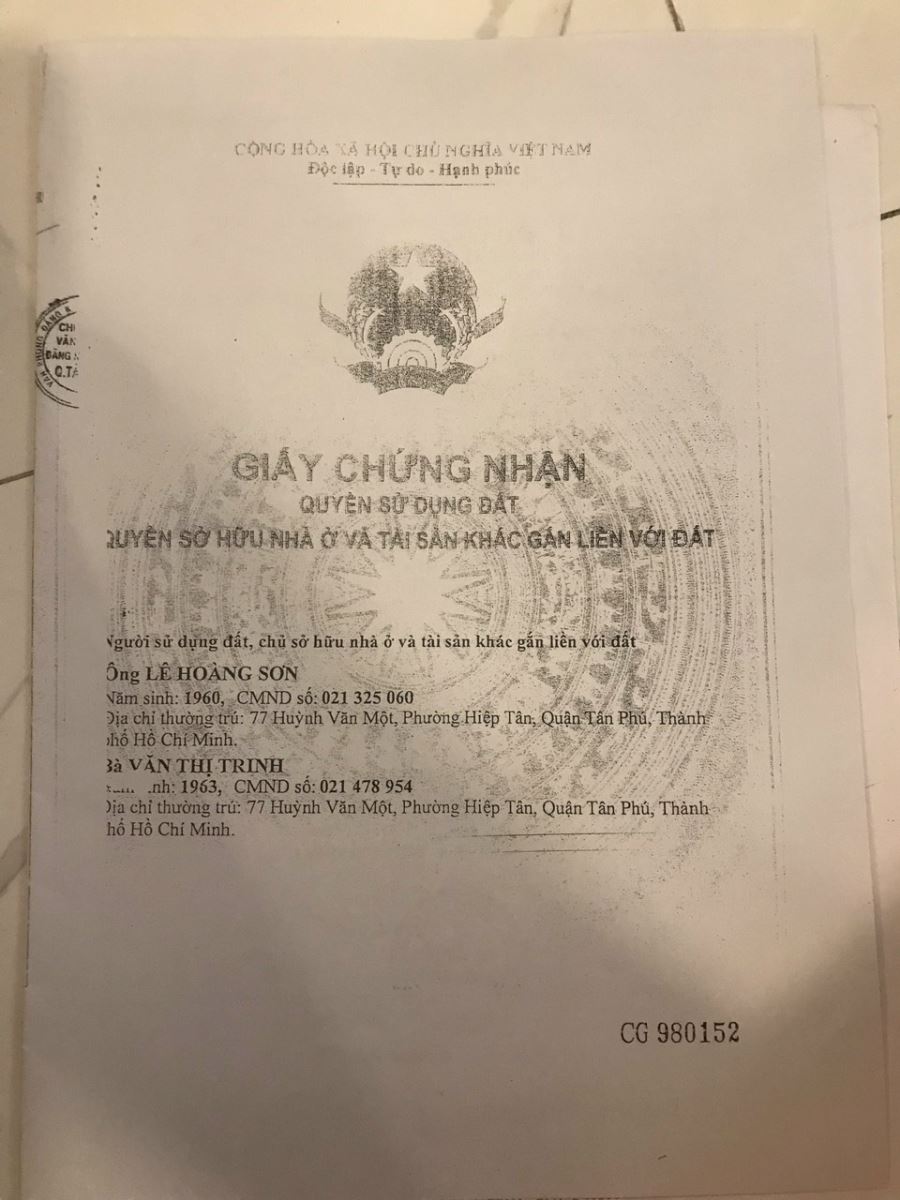 CỘNG HÒA XÃ HỘI CHỦ NGHĨA VIỆT NAM
Độc lập - Tự do - Hạnh phúc
CHI
VĂN
ĐĂNG
Q.TÂ
GIẤY CHỨNG NHẬN
QUYỀN SỬ DỤNG ĐẤT
QUYỀN SỞ HỮU NHÀ Ở VÀ TÀI SẢN KHÁC GẮN LIỀN VỚI ĐẤT
Người sử dụng đất, chủ sở hữu nhà ở và tài sản khác gắn liền với đất
Ông LÊ HOÀNG SƠN
Năm sinh: 1960, CMND số: 021 325 060
Địa chỉ thường trú: 77 Huỳnh Văn Một, Phường Hiệp Tân, Quận Tân Phú, Thành
phố Hồ Chí Minh.
Bà VĂN THỊ TRINH
nh: 1963, CMND số: 021 478 954
Địa chỉ thường trú: 77 Huỳnh Văn Một, Phường Hiệp Tân, Quận Tân Phú, Thành
hố Hồ Chí Minh.
CG 980152